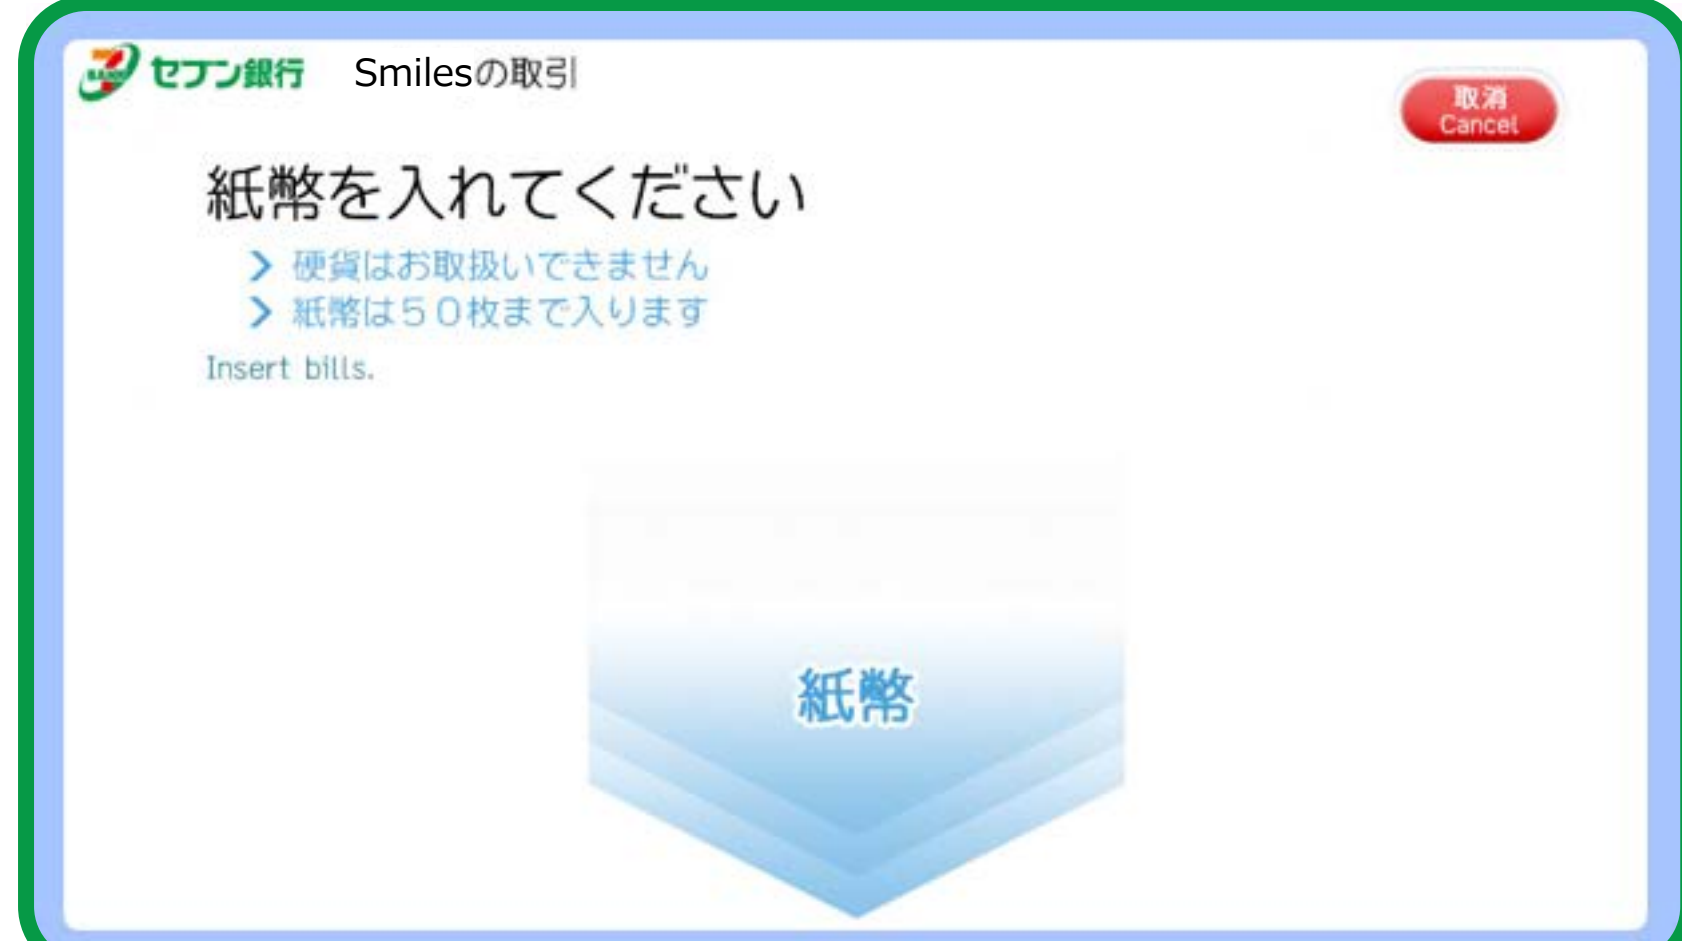 セブン銀行 Smilesの取引
取消
Cancel
紙幣を入れてください
硬貨はお取扱いできません
紙幣は50枚まで入ります
Insert bills.
紙幣